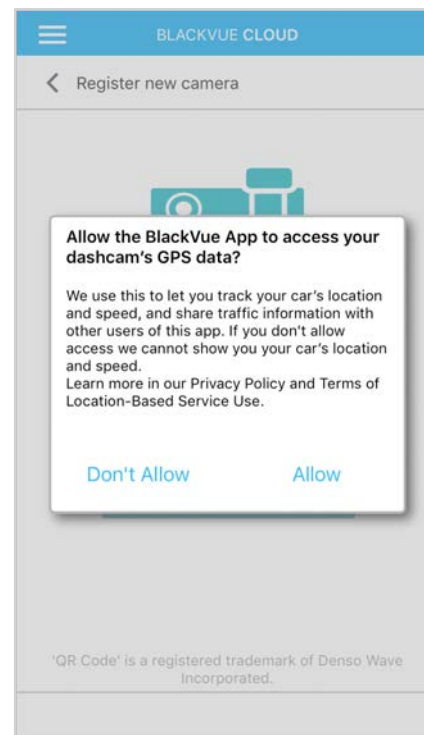 BLACKVUE CLOUD
Register new camera
Allow the BlackVue App to access your
dashcam's GPS data?
We use this to let you track your car's location
and speed, and share traffic information with
other users of this app. If you don't allow
access we cannot show you your car's location
and speed.
Learn more in our Privacy Policy and Terms of
Location-Based Service Use.
Don't Allow Allow
'QR Code' is a registered trademark of Denso Wave
Incorporated.